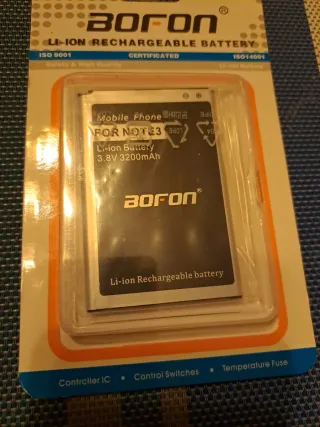 BOFON®
LI-ION RECHARGEABLE BATTERY
ISO 9001 CERTIFICATED ISO14001
Mobile Phone
FOR NOTE3
Li-ion Battery
3.8V 3200mAh
BOFON®
Li-ion Rechargeable battery
Controller IC • Control Switches • Temperature Fuse